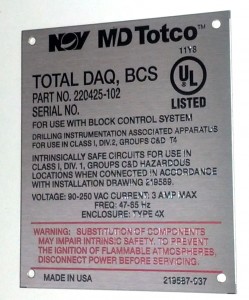 NOV MD Totco™
11Y8
TOTAL DAQ, BCS
UL
PART NO. 220425-102
LISTED
SERIAL NO.
FOR USE WITH BLOCK CONTROL SYSTEM
DRILLING INSTRUMENTATION ASSOCIATED APPARATUS
FOR USE IN CLASS I, DIV.2, GROUPS C&D T4
INTRINSICALLY SAFE CIRCUITS FOR USE IN
CLASS I, DIV. 1, GROUPS C&D HAZARDOUS
LOCATIONS WHEN CONNECTED IN ACCORDANCE
WITH INSTALLATION DRAWING 219589.
VOLTAGE: 90-250 VAC CURRENT: 3 AMP MAX
FREQ: 47-65 Hz
ENCLOSURE: TYPE 4X
WARNING: SUBSTITUTION OF COMPONENTS
MAY IMPAIR INTRINSIC SAFETY. TO PREVENT
THE IGNITION OF FLAMMABLE ATMOSPHERES,
DISCONNECT POWER BEFORE SERVICING.
MADE IN USA
219587-037